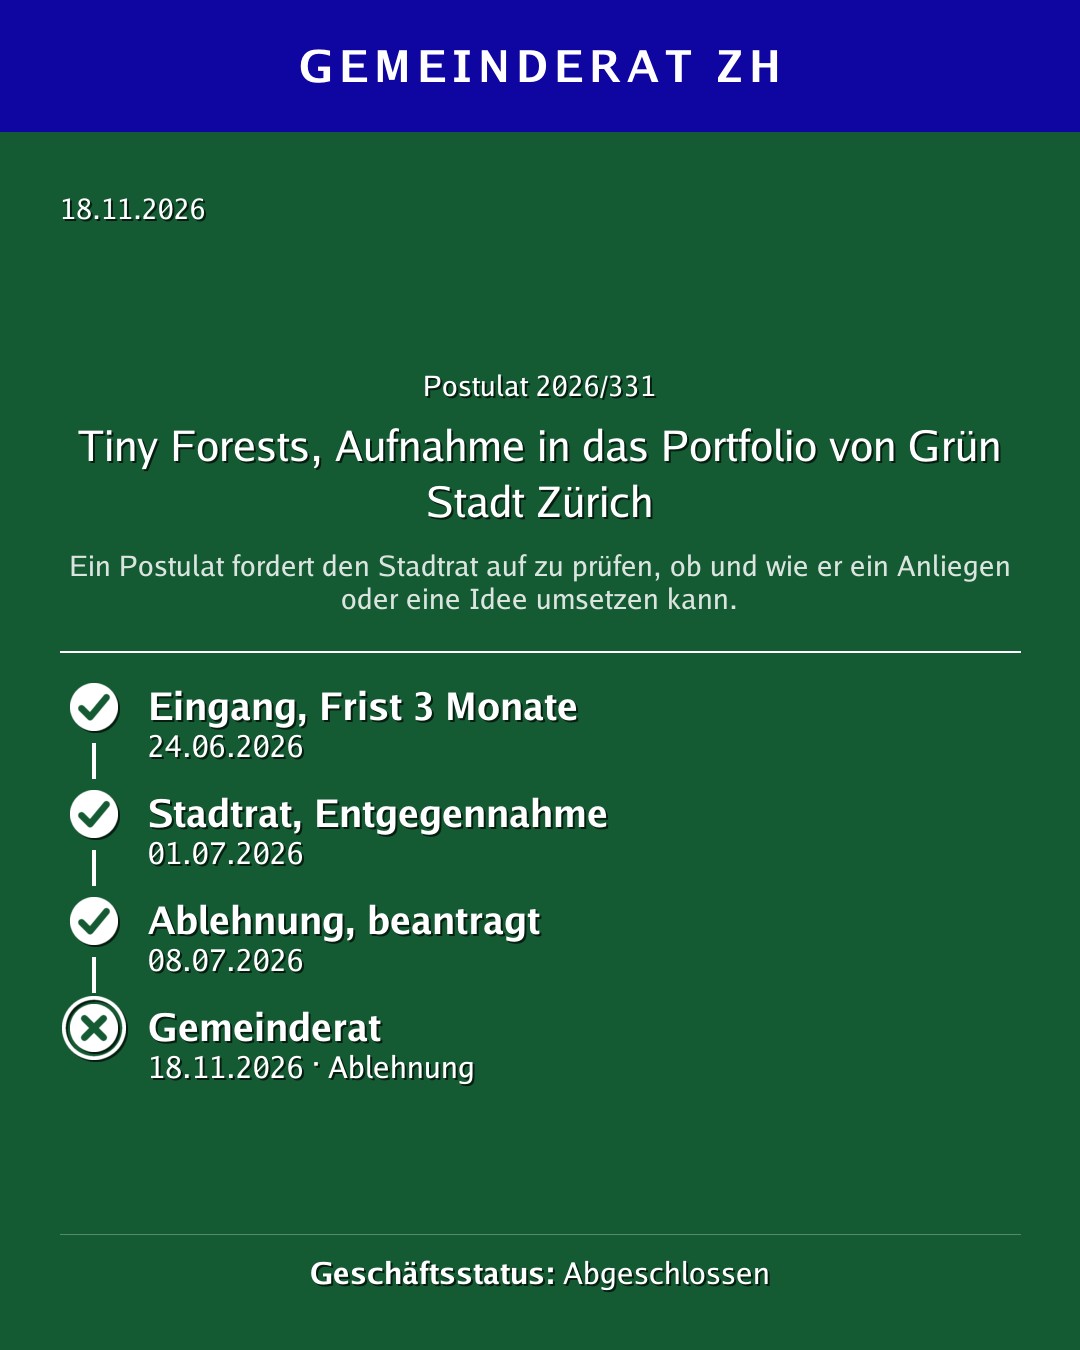 GEMEINDERAT ZH
18.11.2026
Postulat 2026/331
Tiny Forests, Aufnahme in das Portfolio von Grün
Stadt Zürich
Ein Postulat fordert den Stadtrat auf zu prüfen, ob und wie er ein Anliegen
oder eine Idee umsetzen kann.
Eingang, Frist 3 Monate
24.06.2026
Stadtrat, Entgegennahme
01.07.2026
Ablehnung, beantragt
08.07.2026
Gemeinderat
18.11.2026 · Ablehnung
Geschäftsstatus: Abgeschlossen